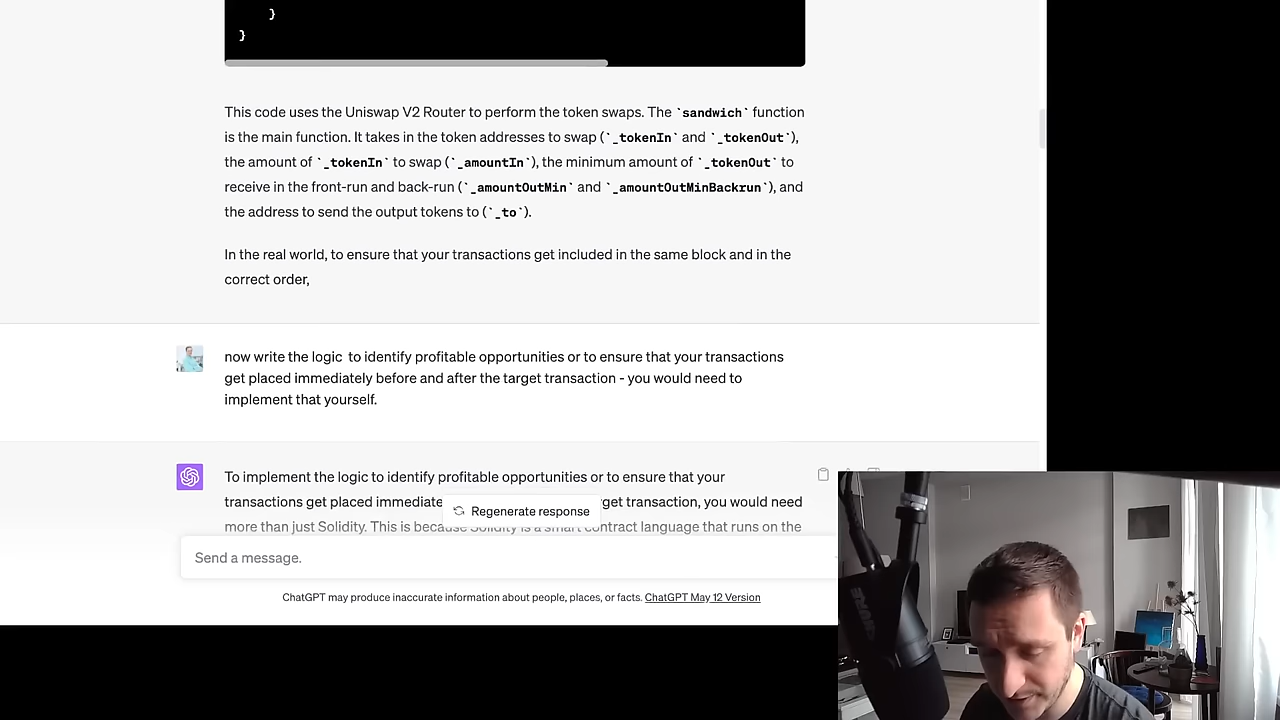 }
}
This code uses the Uniswap V2 Router to perform the token swaps. The `sandwich` function
is the main function. It takes in the token addresses to swap (`_tokenIn` and `_tokenOut`),
the amount of `_tokenIn` to swap (`_amountIn`), the minimum amount of `_tokenOut` to
receive in the front-run and back-run (`_amountOutMin` and `_amountOutMinBackrun`), and
the address to send the output tokens to (`_to`).
In the real world, to ensure that your transactions get included in the same block and in the
correct order,
now write the logic to identify profitable opportunities or to ensure that your transactions
get placed immediately before and after the target transaction - you would need to
implement that yourself.
To implement the logic to identify profitable opportunities or to ensure that your
transactions get placed immediate get transaction, you would need
Regenerate response
more than just Solidity. This is because Solidity is a smart contract language that runs on the
Send a message.
ChatGPT may produce inaccurate information about people, places, or facts. ChatGPT May 12 Version
SHURE